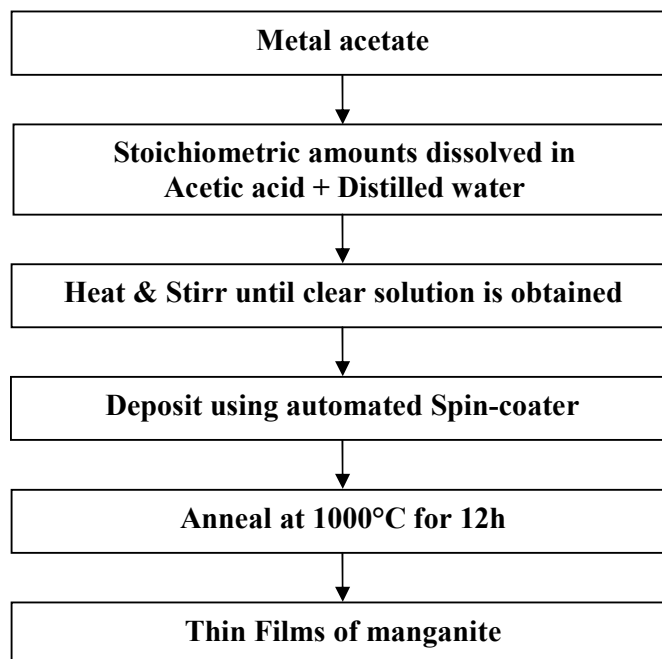 Metal acetate
Stoichiometric amounts dissolved in
Acetic acid + Distilled water
Heat & Stirr until clear solution is obtained
Deposit using automated Spin-coater
Anneal at 1000°C for 12h
Thin Films of manganite